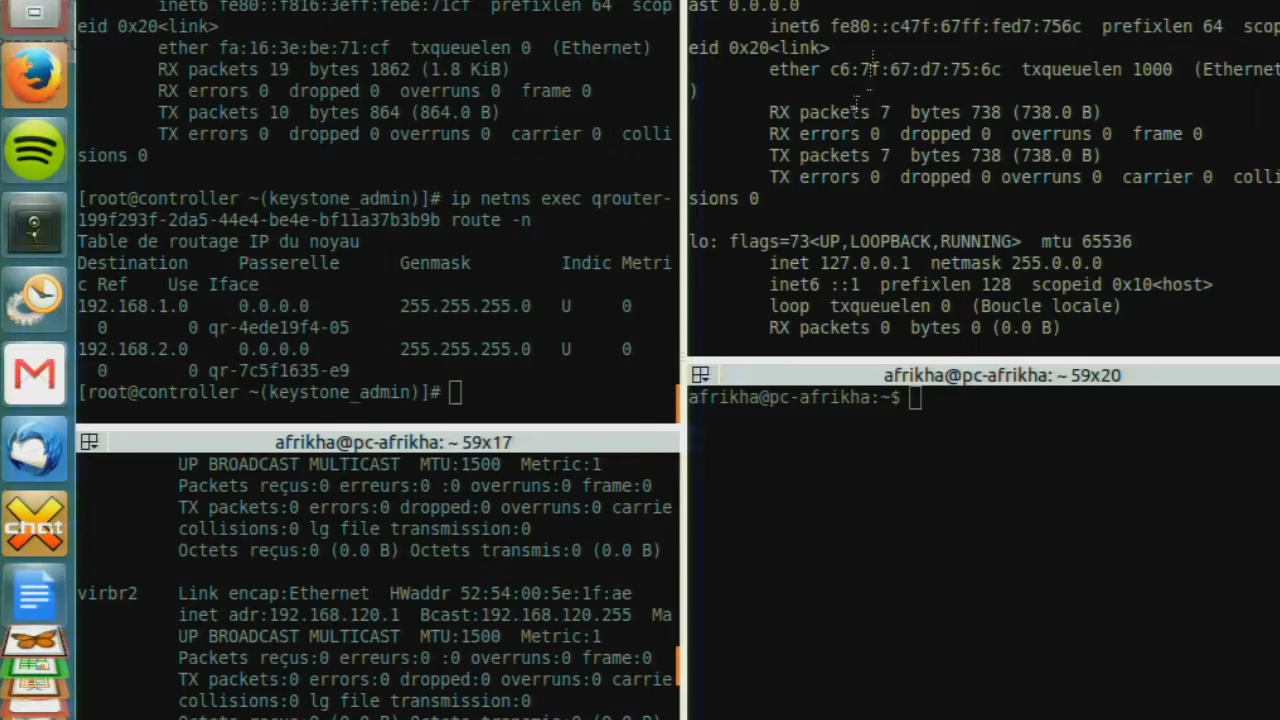 inet6 fe80::f816:3eff:febe:71cf  prefixlen 64  scop
eid 0x20<link>
ether fa:16:3e:be:71:cf  txqueuelen 0  (Ethernet)
RX packets 19  bytes 1862 (1.8 KiB)
RX errors 0  dropped 0  overruns 0  frame 0
TX packets 10  bytes 864 (864.0 B)
TX errors 0  dropped 0 overruns 0  carrier 0  colli
sions 0
[root@controller ~(keystone_admin)]# ip netns exec qrouter-
199f293f-2da5-44e4-be4e-bf11a37b3b9b route -n
Table de routage IP du noyau
Destination     Passerelle      Genmask         Indic Metri
c Ref    Use Iface
192.168.1.0     0.0.0.0         255.255.255.0   U     0
0        0 qr-4ede19f4-05
192.168.2.0     0.0.0.0         255.255.255.0   U     0
0        0 qr-7c5f1635-e9
[root@controller ~(keystone_admin)]#
afrikha@pc-afrikha: ~ 59x17
UP BROADCAST MULTICAST  MTU:1500  Metric:1
Packets reçus:0 erreurs:0 :0 overruns:0 frame:0
TX packets:0 errors:0 dropped:0 overruns:0 carrie
collisions:0 lg file transmission:0
Octets reçus:0 (0.0 B) Octets transmis:0 (0.0 B)
virbr2    Link encap:Ethernet  HWaddr 52:54:00:5e:1f:ae
inet adr:192.168.120.1  Bcast:192.168.120.255  Ma
UP BROADCAST MULTICAST  MTU:1500  Metric:1
Packets reçus:0 erreurs:0 :0 overruns:0 frame:0
TX packets:0 errors:0 dropped:0 overruns:0 carrie
collisions:0 lg file transmission:0
ast 0.0.0.0
inet6 fe80::c47f:67ff:fed7:756c  prefixlen 64  scop
eid 0x20<link>
ether c6:7f:67:d7:75:6c  txqueuelen 1000  (Ethernet
)
RX packets 7  bytes 738 (738.0 B)
RX errors 0  dropped 0  overruns 0  frame 0
TX packets 7  bytes 738 (738.0 B)
TX errors 0  dropped 0 overruns 0  carrier 0  colli
sions 0
lo: flags=73<UP,LOOPBACK,RUNNING>  mtu 65536
inet 127.0.0.1  netmask 255.0.0.0
inet6 ::1  prefixlen 128  scopeid 0x10<host>
loop  txqueuelen 0  (Boucle locale)
RX packets 0  bytes 0 (0.0 B)
afrikha@pc-afrikha: ~ 59x20
afrikha@pc-afrikha:~$
chat